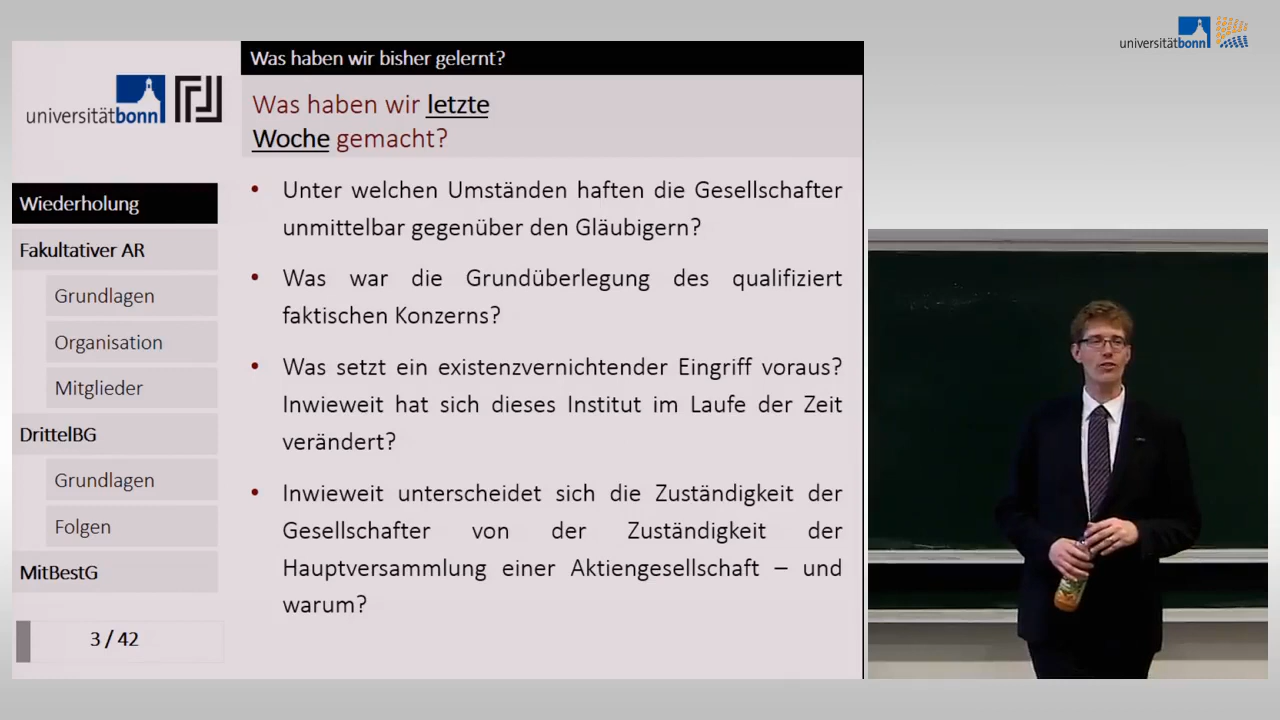 universitätbonn
Was haben wir bisher gelernt?
universitätbonn
Was haben wir letzte
Woche gemacht?
Wiederholung
Fakultativer AR
Grundlagen
Organisation
Mitglieder
DrittelBG
Grundlagen
Folgen
MitBestG
3 / 42
• Unter welchen Umständen haften die Gesellschafter
unmittelbar gegenüber den Gläubigern?
• Was war die Grundüberlegung des qualifiziert
faktischen Konzerns?
• Was setzt ein existenzvernichtender Eingriff voraus?
Inwieweit hat sich dieses Institut im Laufe der Zeit
verändert?
• Inwieweit unterscheidet sich die Zuständigkeit der
Gesellschafter von der Zuständigkeit der
Hauptversammlung einer Aktiengesellschaft – und
warum?